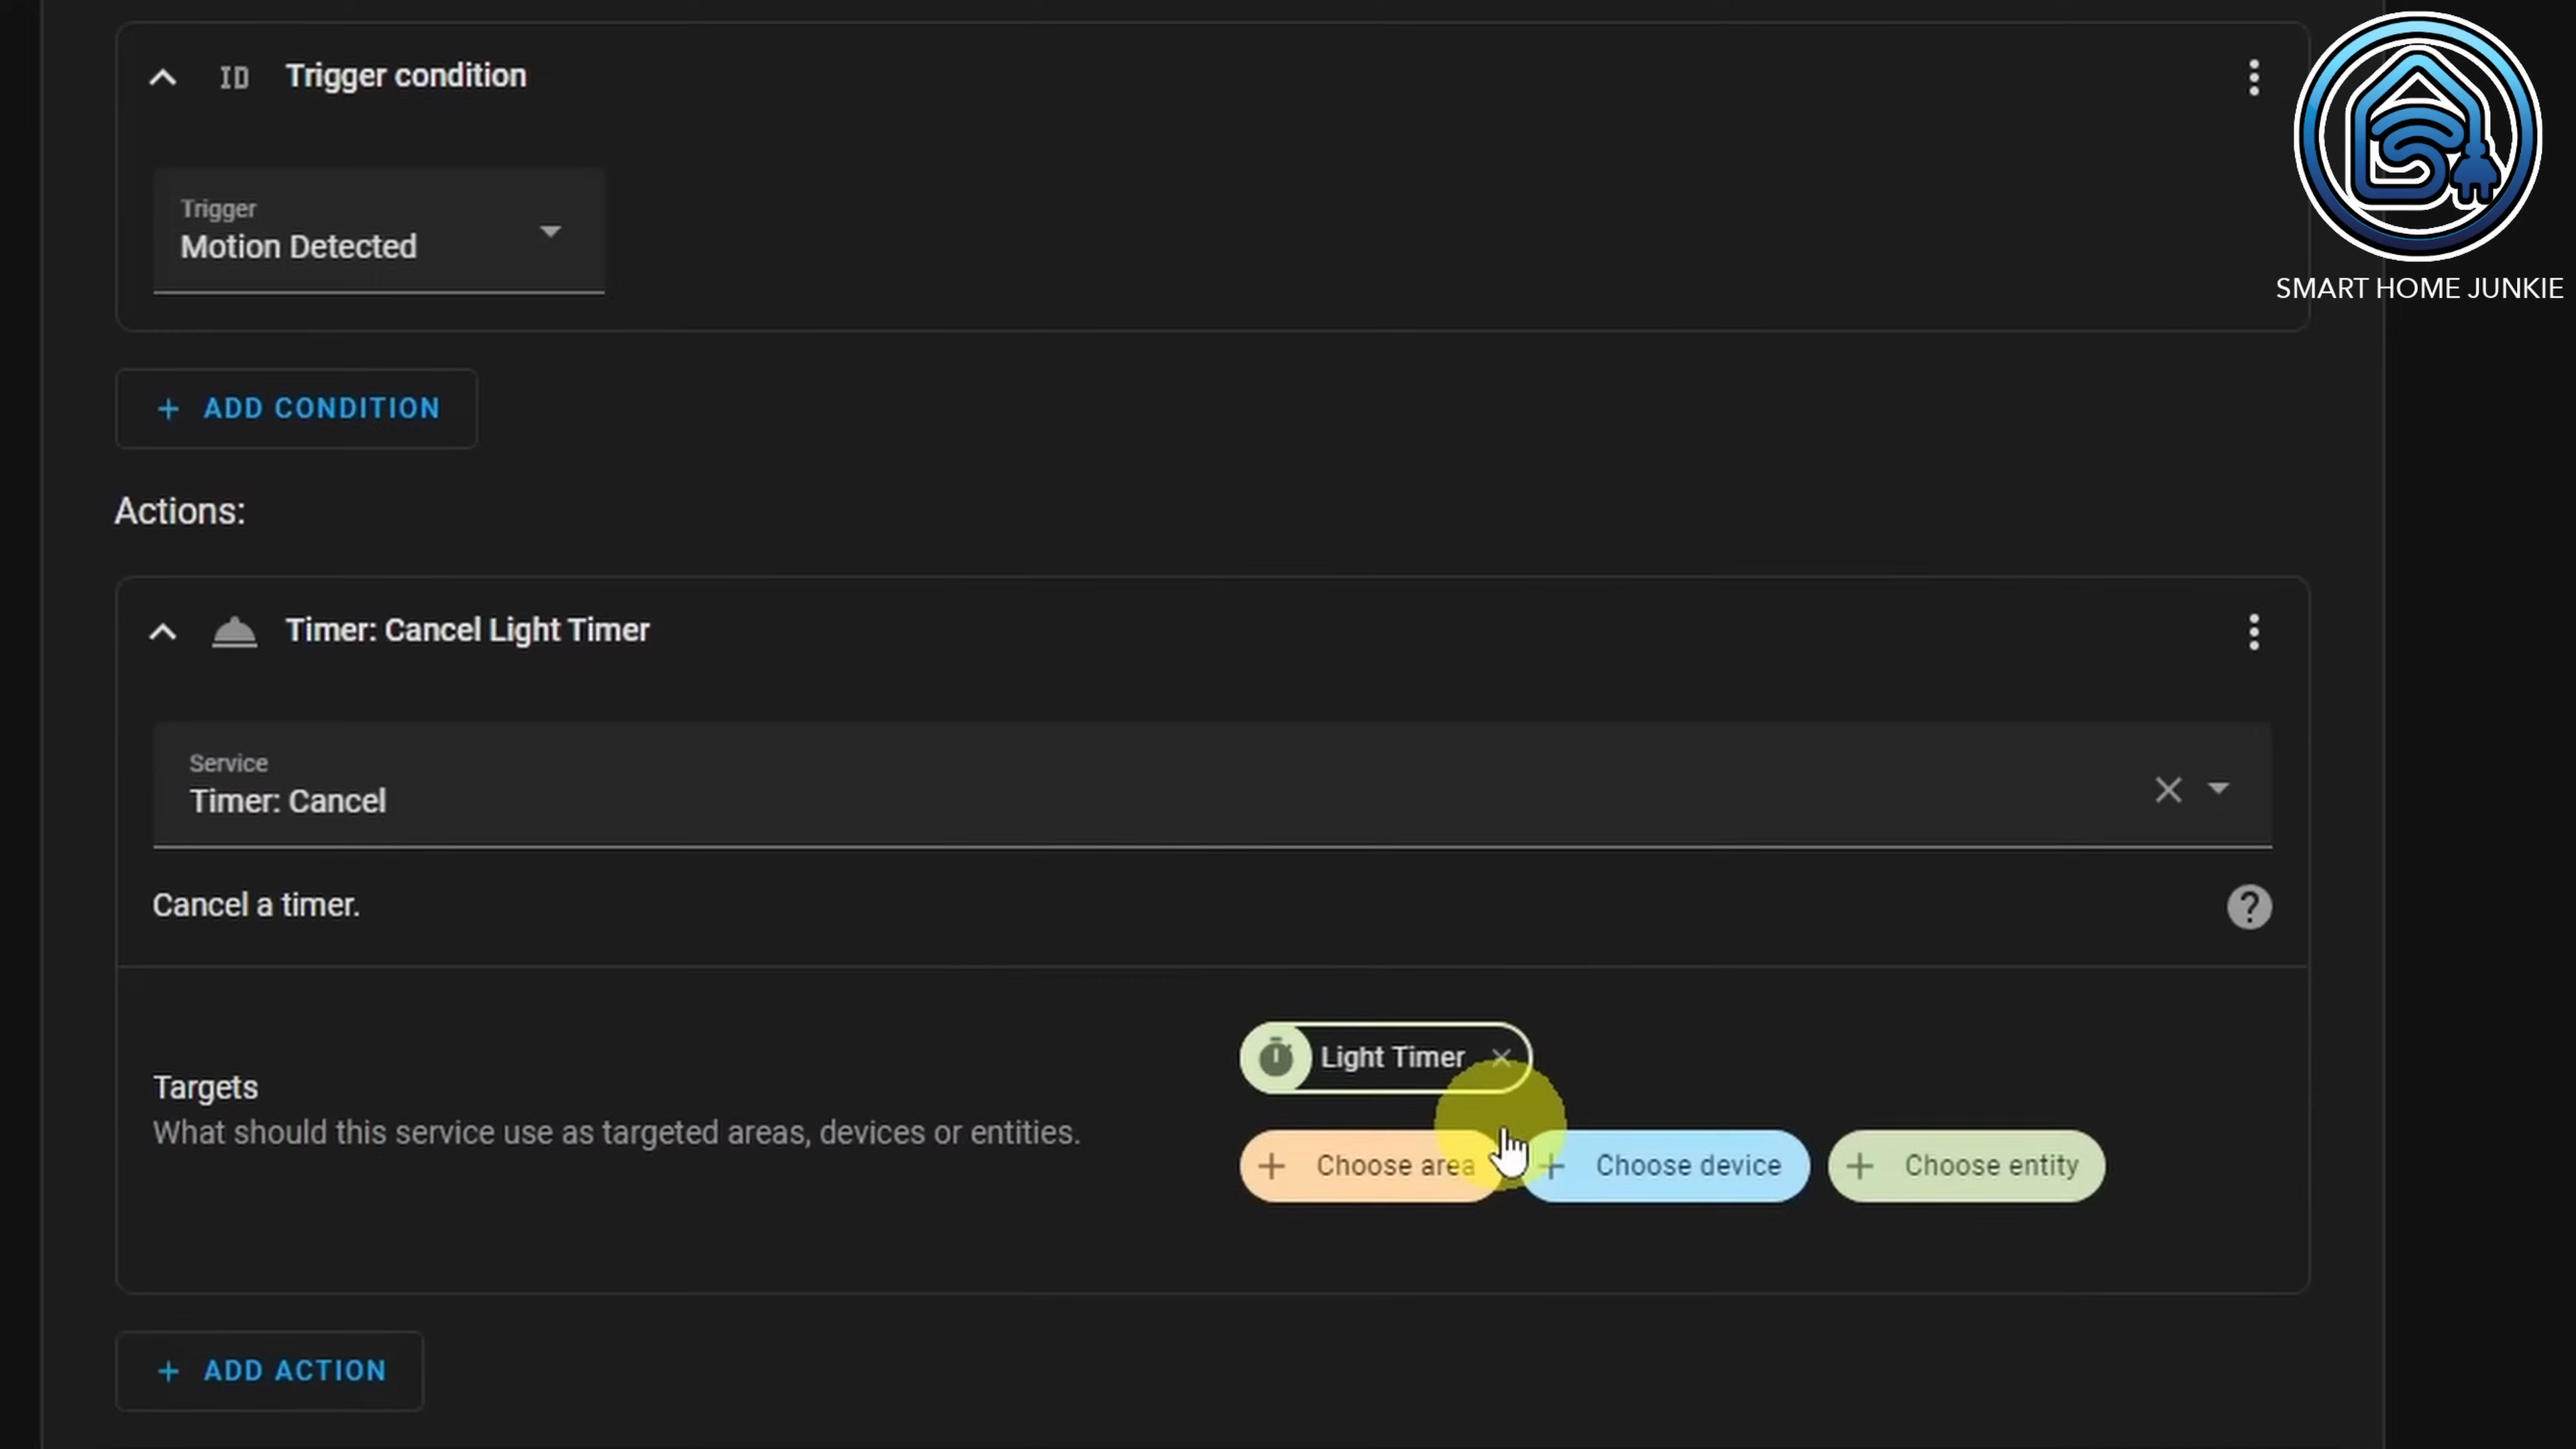 ID Trigger condition
SMART HOME JUNKIE
Trigger
Motion Detected
+ ADD CONDITION
Actions:
Timer: Cancel Light Timer
Service
Timer: Cancel
Cancel a timer.
Light Timer
Targets
What should this service use as targeted areas, devices or entities.
+ Choose area
+ Choose device
+ Choose entity
+ ADD ACTION